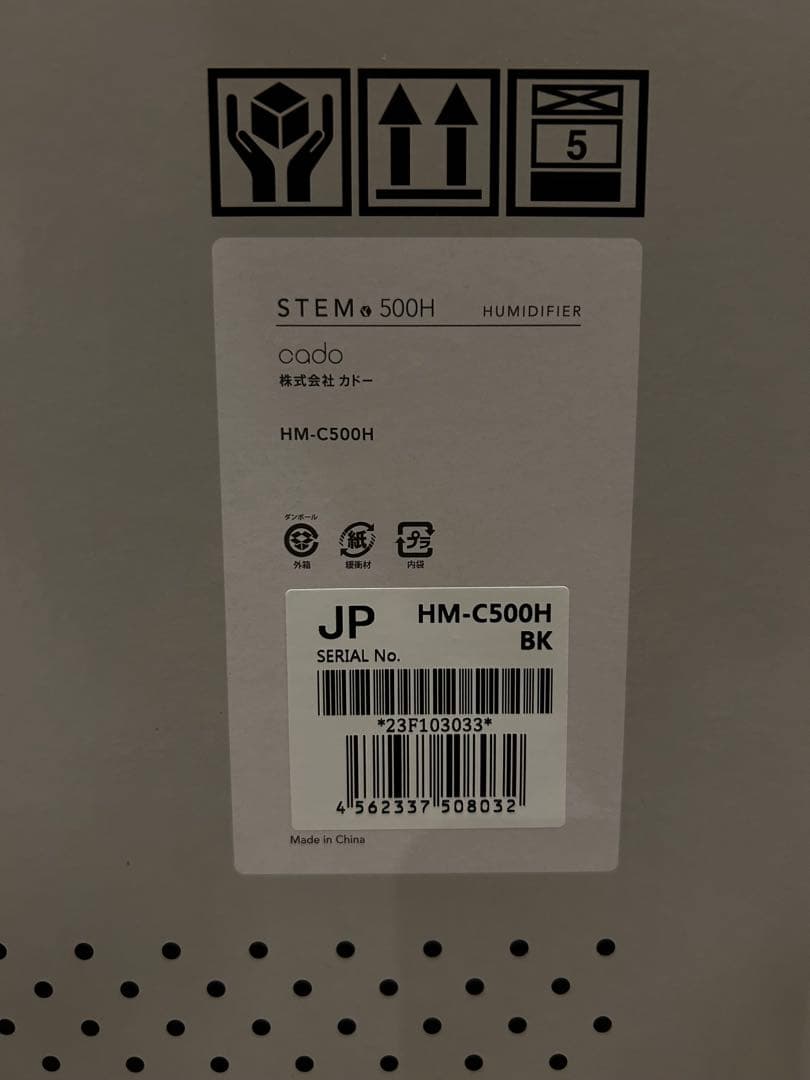 5
STEM 500H HUMIDIFIER
cado
株式会社 カドー
HM-C500H
ダンボール
紙 プラ
外箱 緩衝材 内袋
JP HM-C500H
BK
SERIAL No.
*23F103033*
4 562337 508032
Made in China